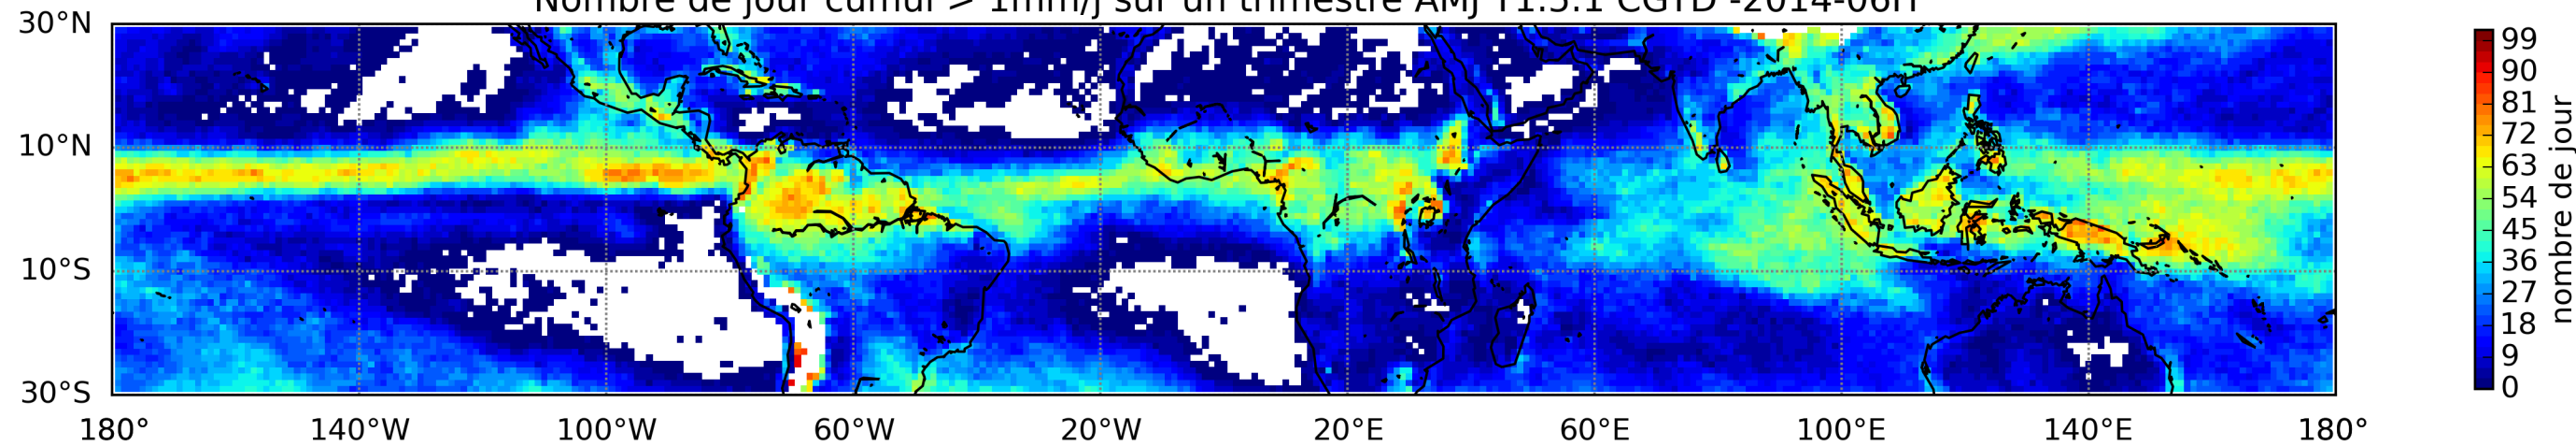 Nombre de jour cumul > 1mm/j sur un trimestre AMJ T1.5.1 CGTD -2014-06H
30°N
10°N
10°S
30°S
180°
140°W
100°W
60°W
20°W
20°E
60°E
100°E
140°E
180°
99
90
81
72
63
54
45
36
27
18
9
0
nombre de jour